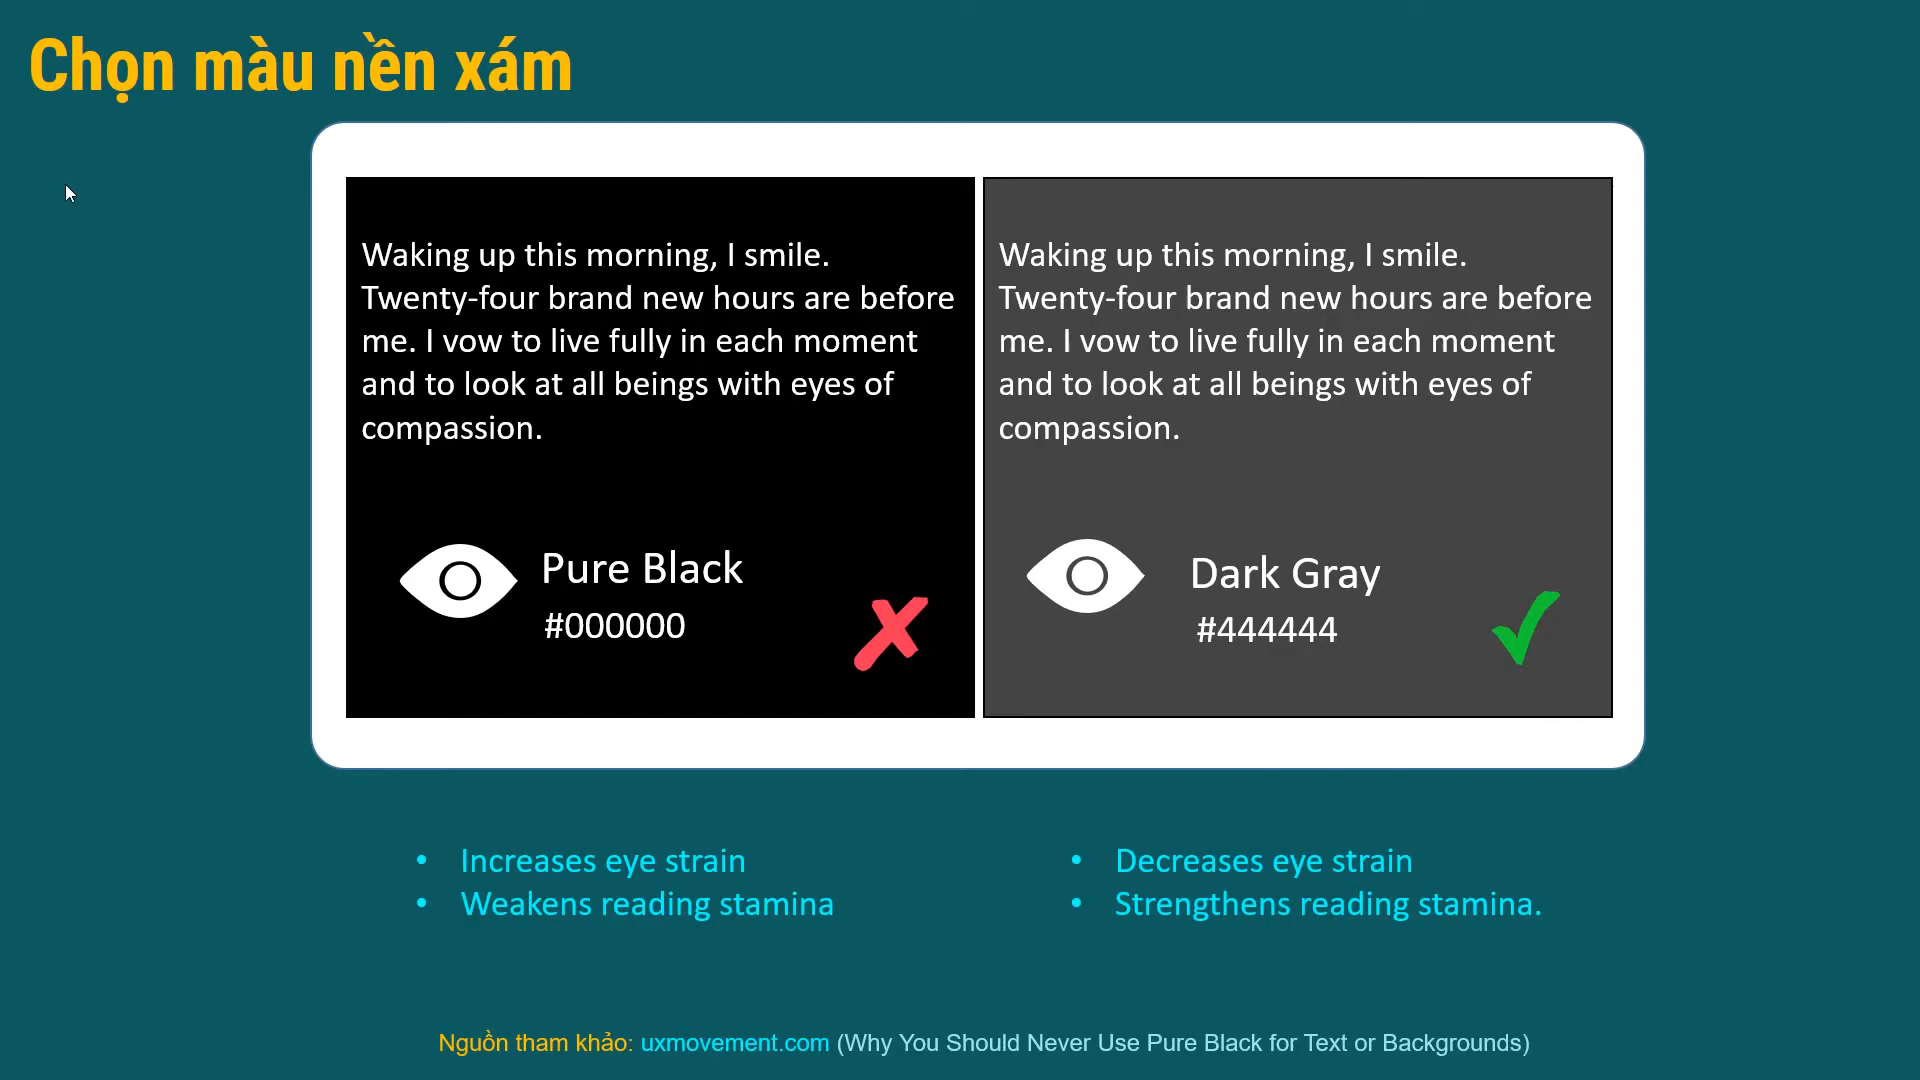 Chọn màu nền xám
Waking up this morning, I smile.
Twenty-four brand new hours are before
me. I vow to live fully in each moment
and to look at all beings with eyes of
compassion.
Pure Black
#000000
Waking up this morning, I smile.
Twenty-four brand new hours are before
me. I vow to live fully in each moment
and to look at all beings with eyes of
compassion.
Dark Gray
#444444
• Increases eye strain
• Weakens reading stamina
• Decreases eye strain
• Strengthens reading stamina.
Nguồn tham khảo: uxmovement.com (Why You Should Never Use Pure Black for Text or Backgrounds)